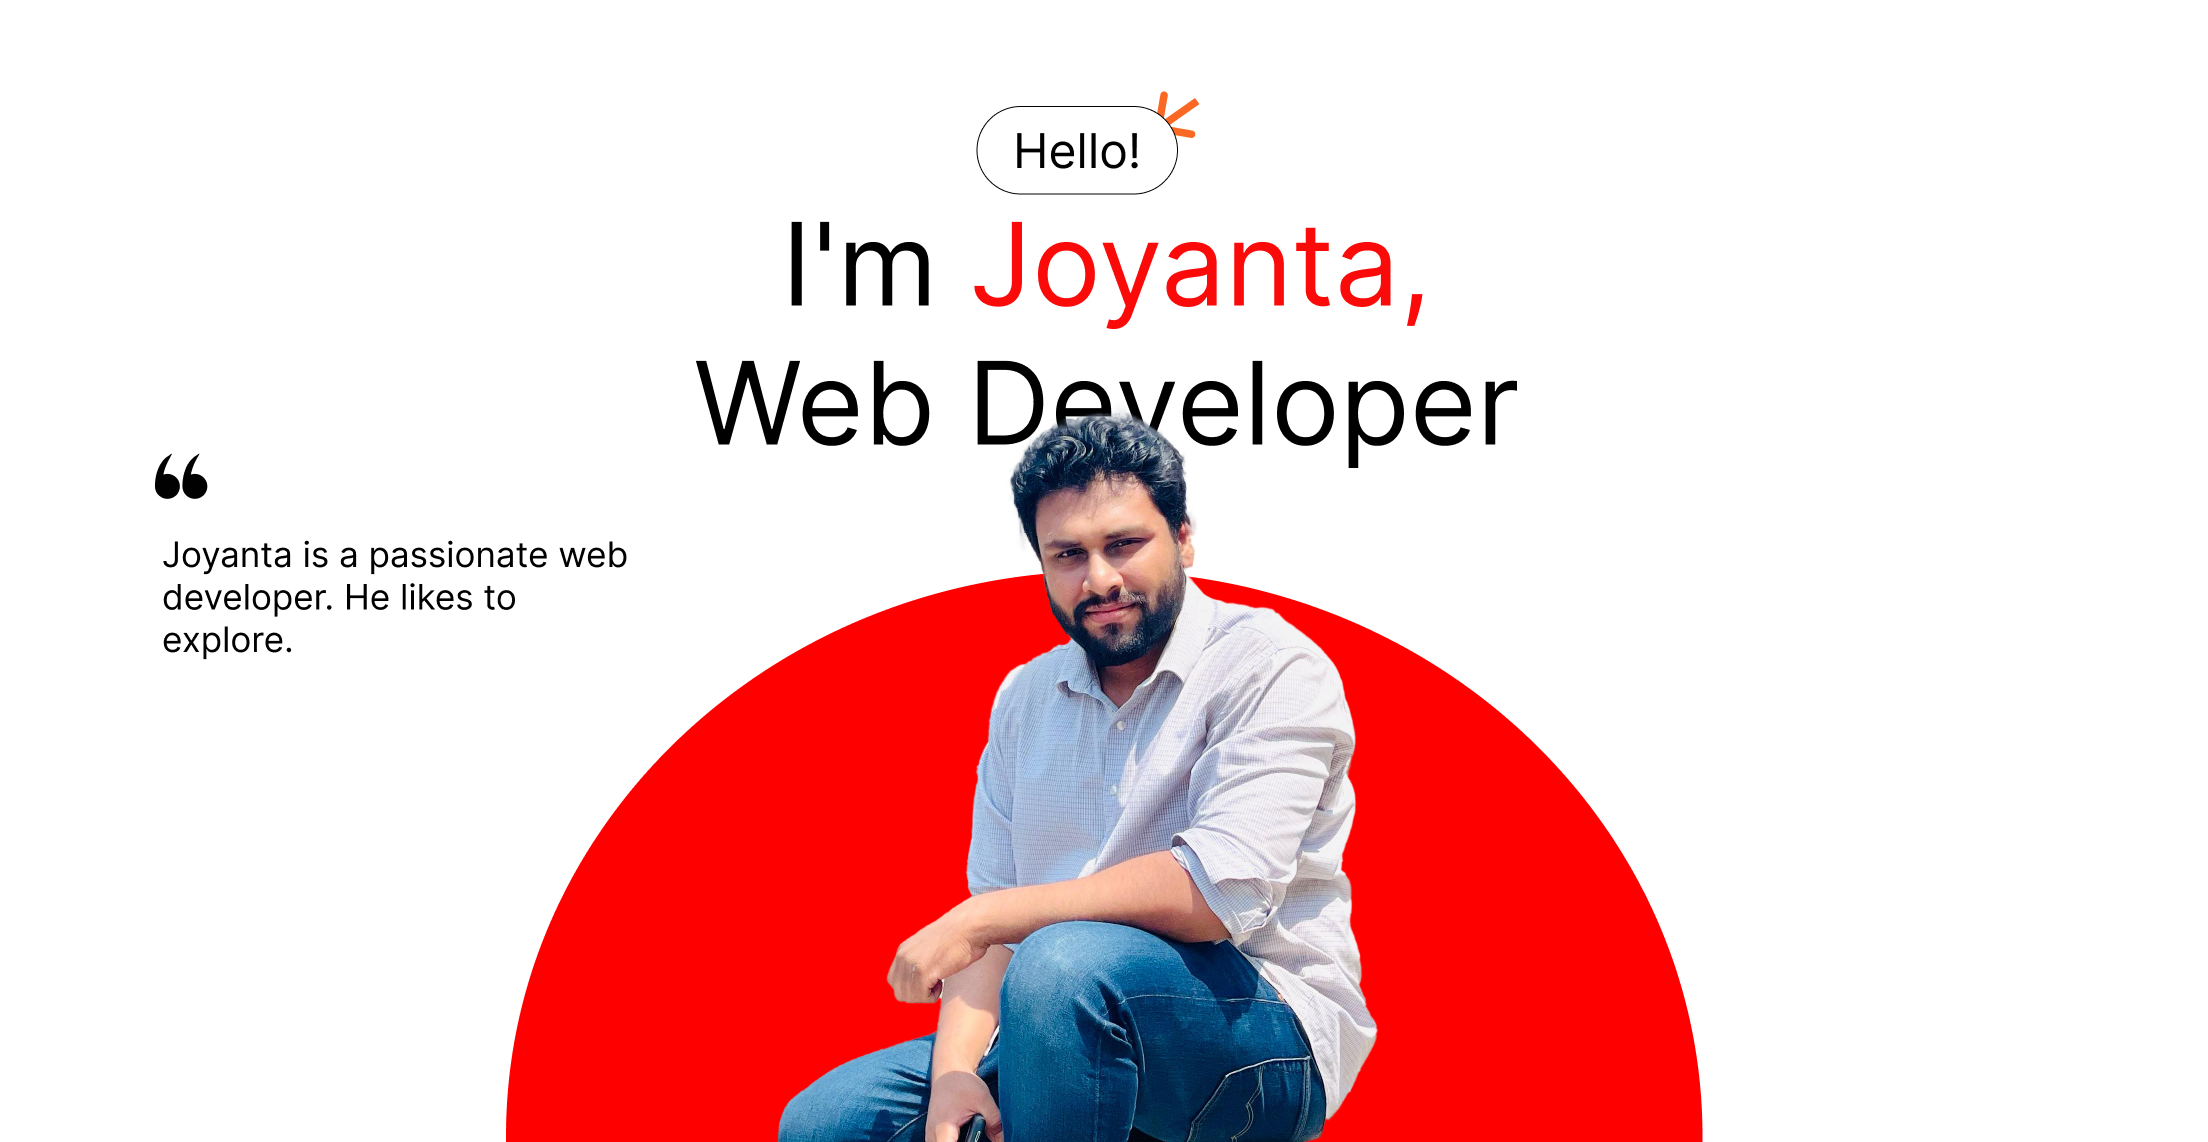 Hello!
I'm Joyanta,
Web Developer
❝
Joyanta is a passionate web
developer. He likes to
explore.